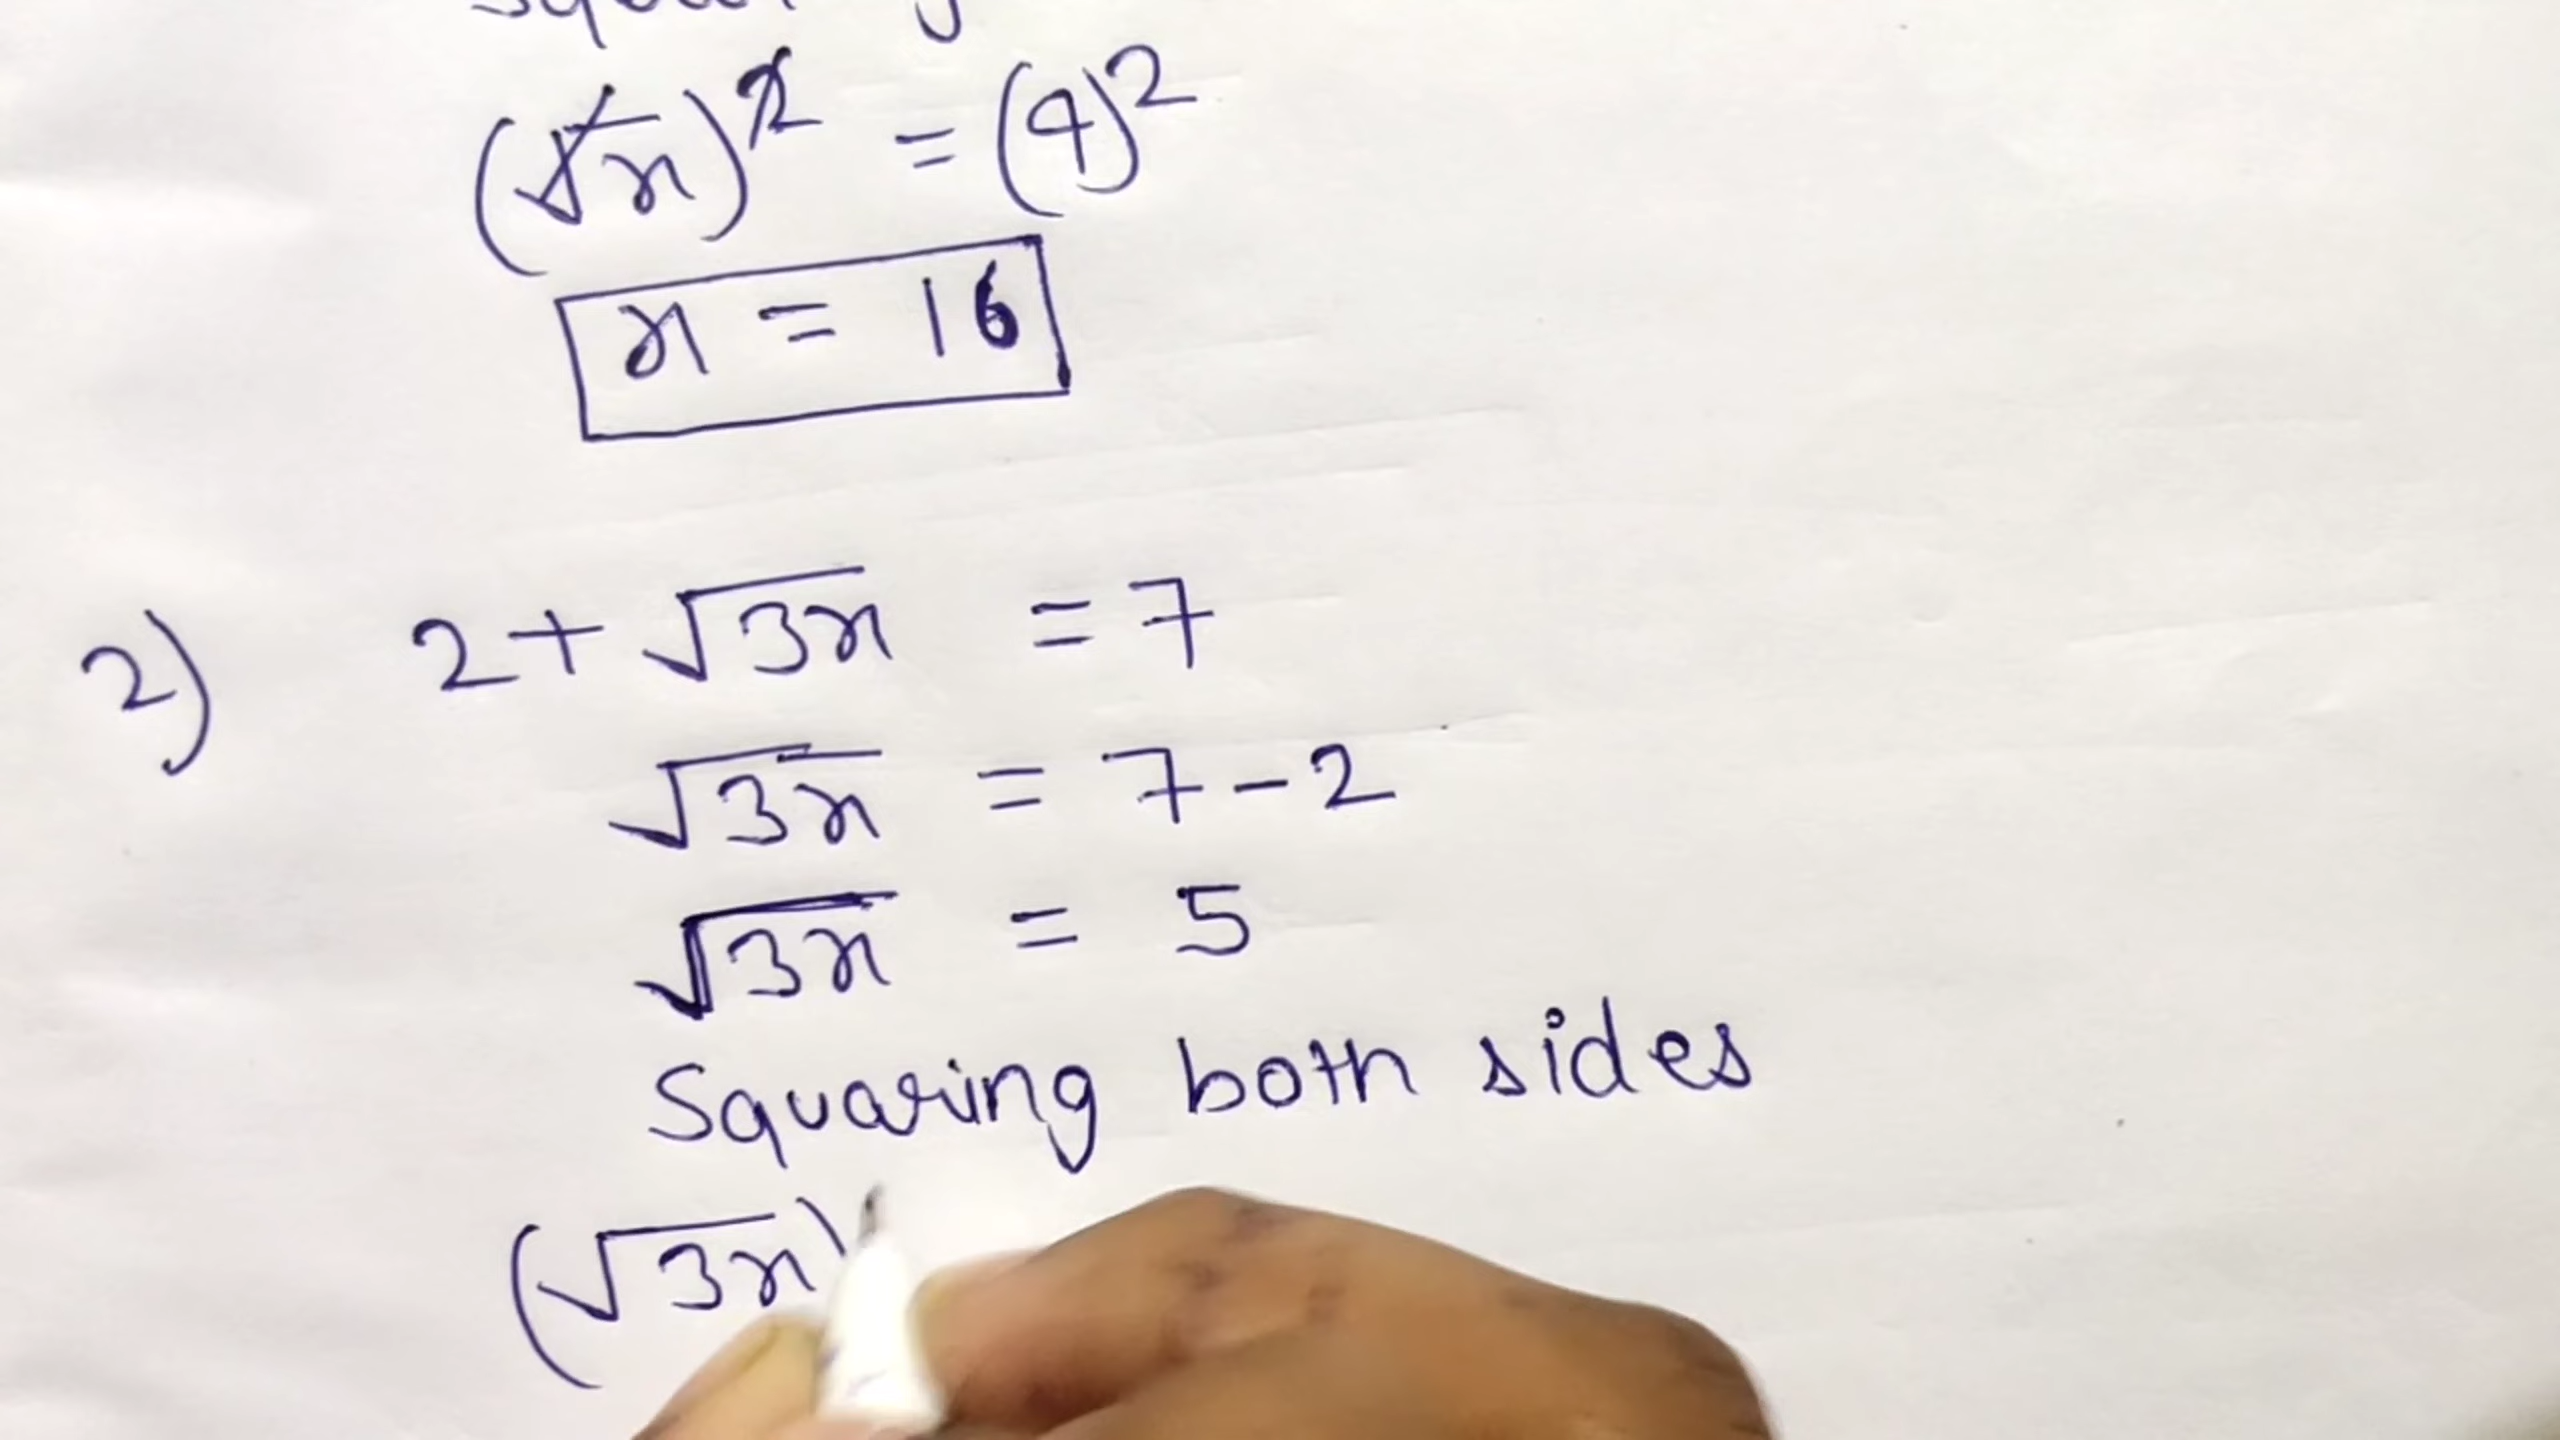 (√x)² = (4)²
x = 16
2) 2 + √3x = 7
√3x = 7 - 2
√3x = 5
Squaring both sides
(√3x)